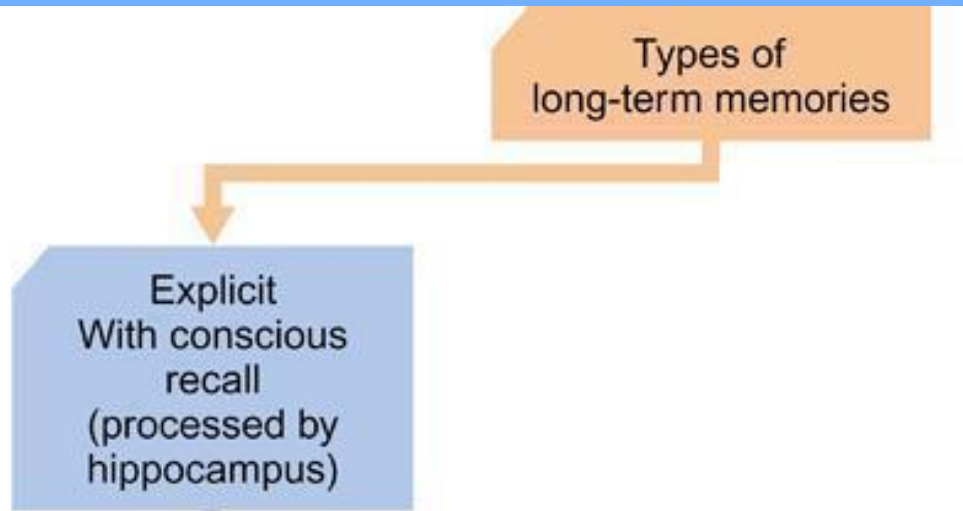 Types of
long-term memories
Explicit
With conscious
recall
(processed by
hippocampus)